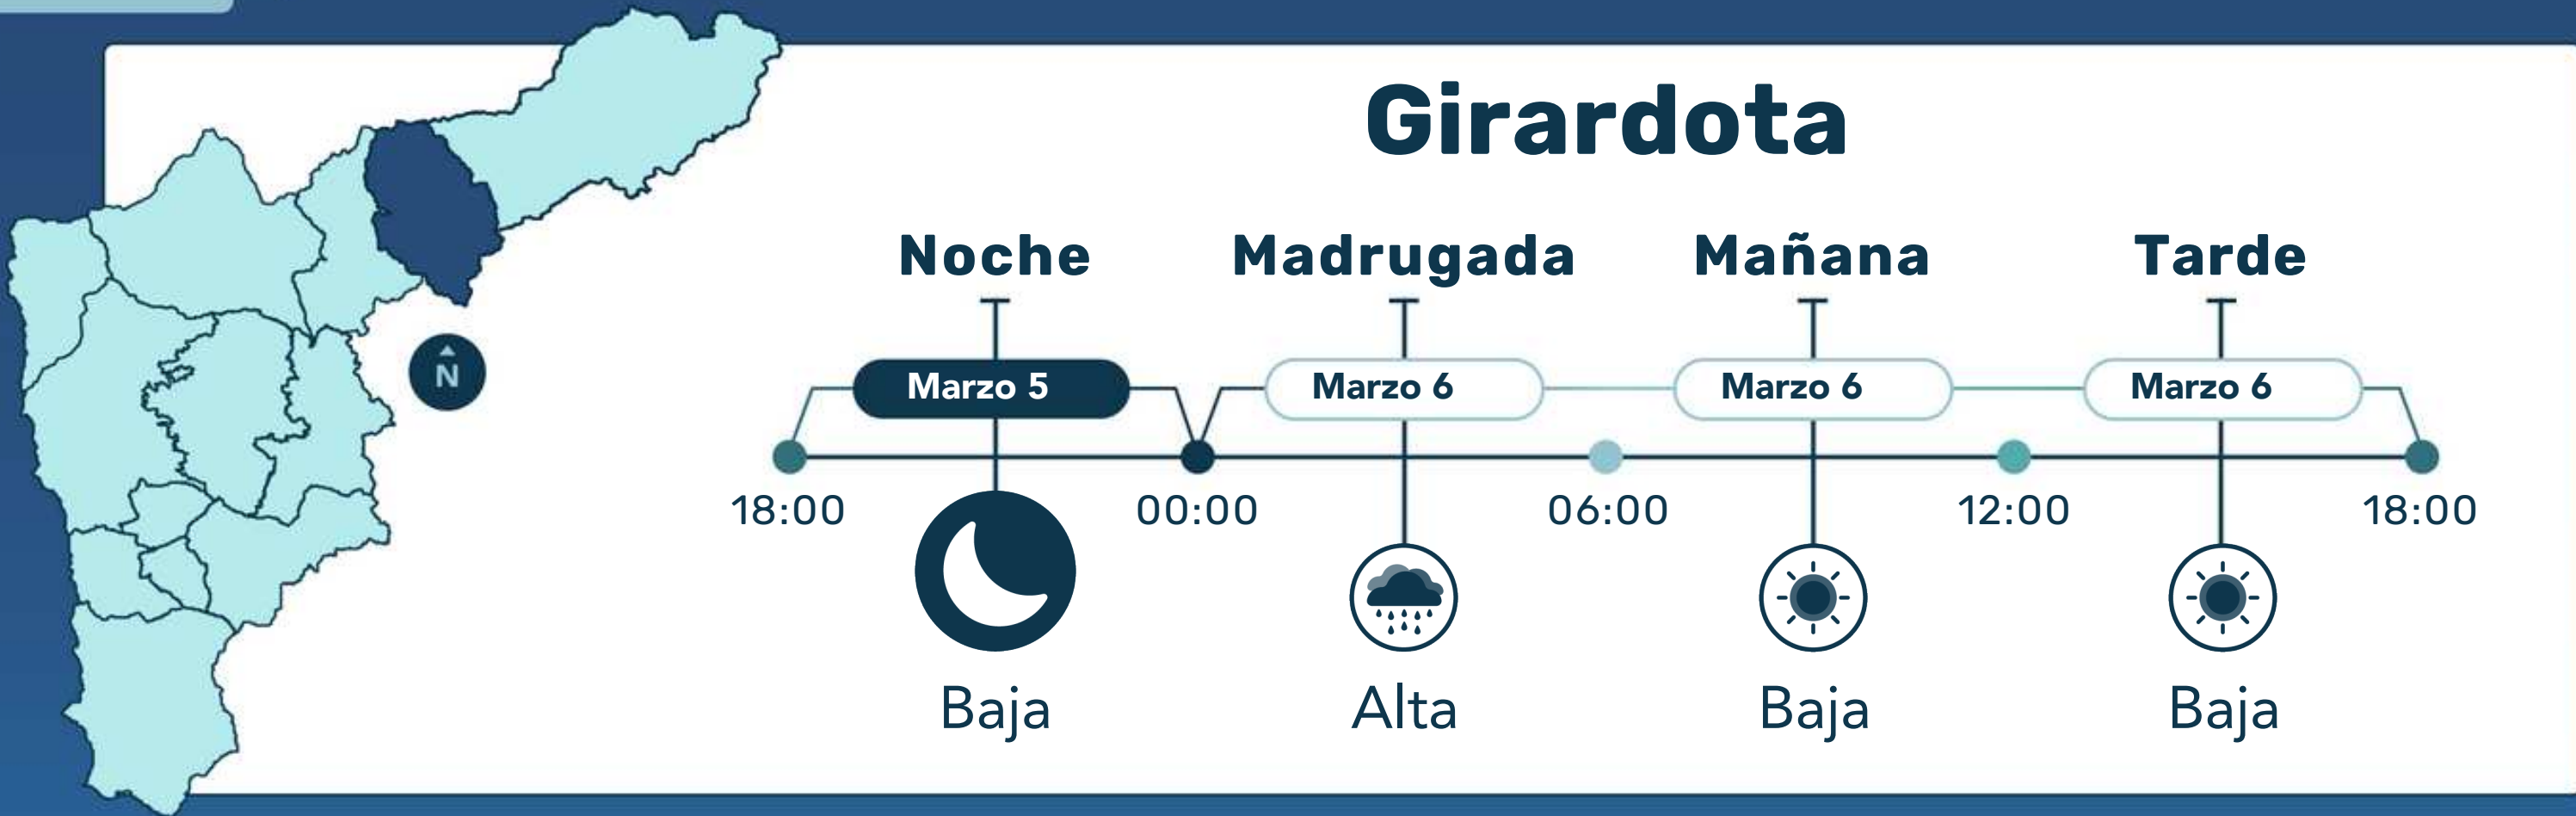 Girardota
Noche Madrugada Mañana Tarde
Marzo 5 Marzo 6 Marzo 6 Marzo 6
N
18:00 00:00 06:00 12:00 18:00
Baja Alta Baja Baja